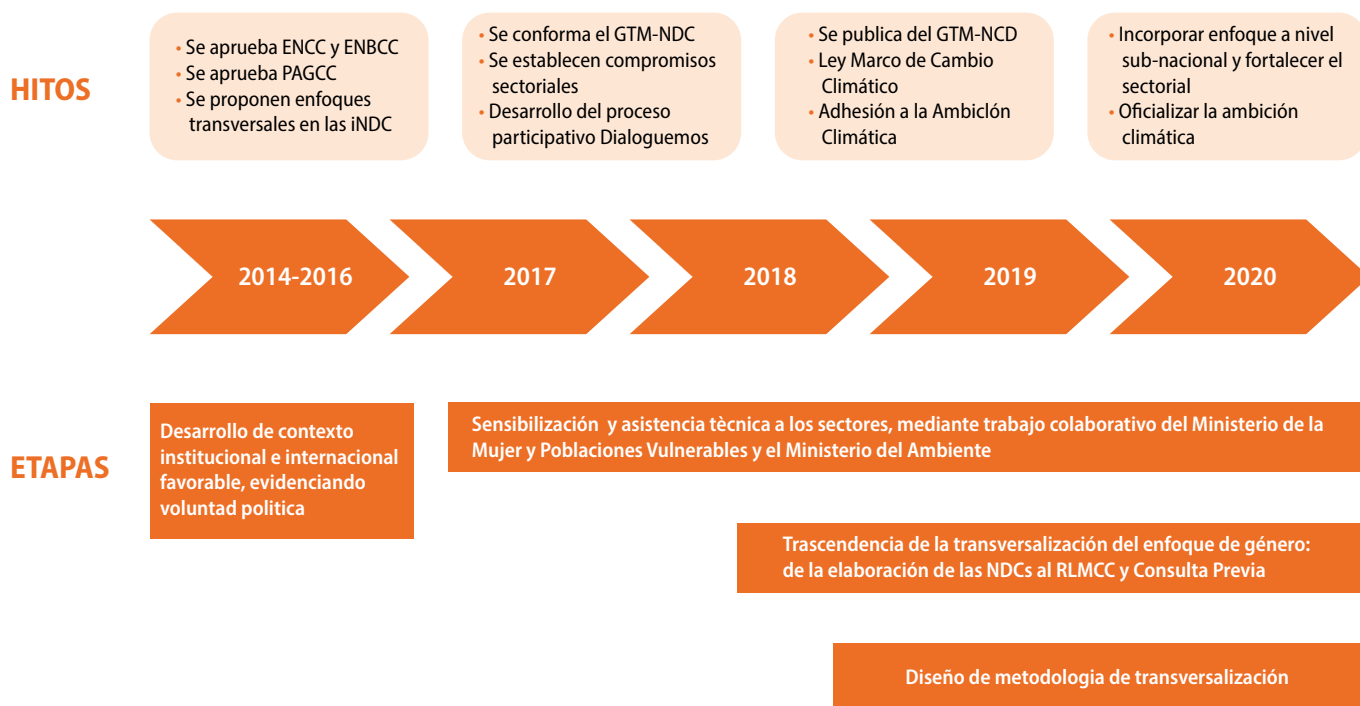 HITOS
• Se aprueba ENCC y ENBCC
• Se aprueba PAGCC
• Se proponen enfoques
transversales en las iNDC
• Se conforma el GTM-NDC
• Se establecen compromisos
sectoriales
• Desarrollo del proceso
participativo Dialoguemos
• Se publica del GTM-NCD
• Ley Marco de Cambio
Climático
• Adhesión a la Ambiclón
Climática
• Incorporar enfoque a nivel
sub-nacional y fortalecer el
sectorial
• Oficializar la ambición
climática
2014-2016
2017
2018
2019
2020
ETAPAS
Desarrollo de contexto
institucional e internacional
favorable, evidenciando
voluntad politica
Sensibilización y asistencia tècnica a los sectores, mediante trabajo colaborativo del Ministerio de la
Mujer y Poblaciones Vulnerables y el Ministerio del Ambiente
Trascendencia de la transversalización del enfoque de género:
de la elaboración de las NDCs al RLMCC y Consulta Previa
Diseño de metodologia de transversalización